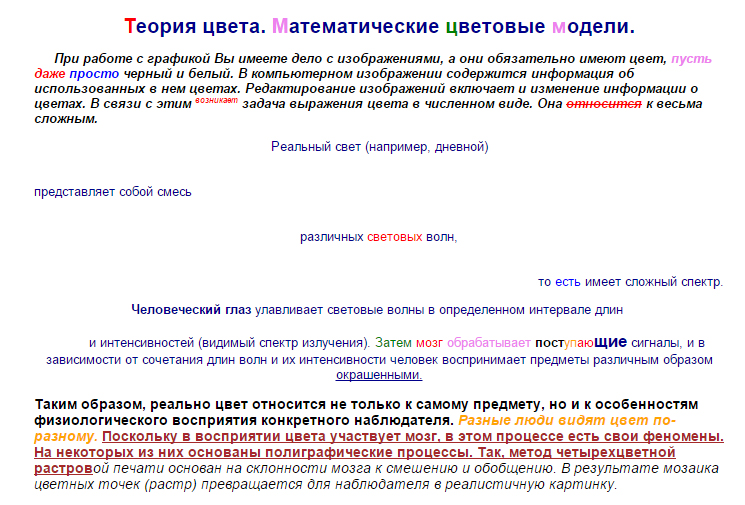 Теория цвета. Математические цветовые модели.
При работе с графикой Вы имеете дело с изображениями, а они обязательно имеют цвет, пусть
даже просто черный и белый. В компьютерном изображении содержится информация об
использованных в нем цветах. Редактирование изображений включает и изменение информации о
цветах. В связи с этим возникает задача выражения цвета в численном виде. Она относится к весьма
сложным.
Реальный свет (например, дневной)
представляет собой смесь
различных световых волн,
то есть имеет сложный спектр.
Человеческий глаз улавливает световые волны в определенном интервале длин
и интенсивностей (видимый спектр излучения). Затем мозг обрабатывает поступающие сигналы, и в
зависимости от сочетания длин волн и их интенсивности человек воспринимает предметы различным образом
окрашенными.
Таким образом, реально цвет относится не только к самому предмету, но и к особенностям
физиологического восприятия конкретного наблюдателя. Разные люди видят цвет по-
разному. Поскольку в восприятии цвета участвует мозг, в этом процессе есть свои феномены.
На некоторых из них основаны полиграфические процессы. Так, метод четырехцветной
растровой печати основан на склонности мозга к смешению и обобщению. В результате мозаика
цветных точек (растр) превращается для наблюдателя в реалистичную картинку.